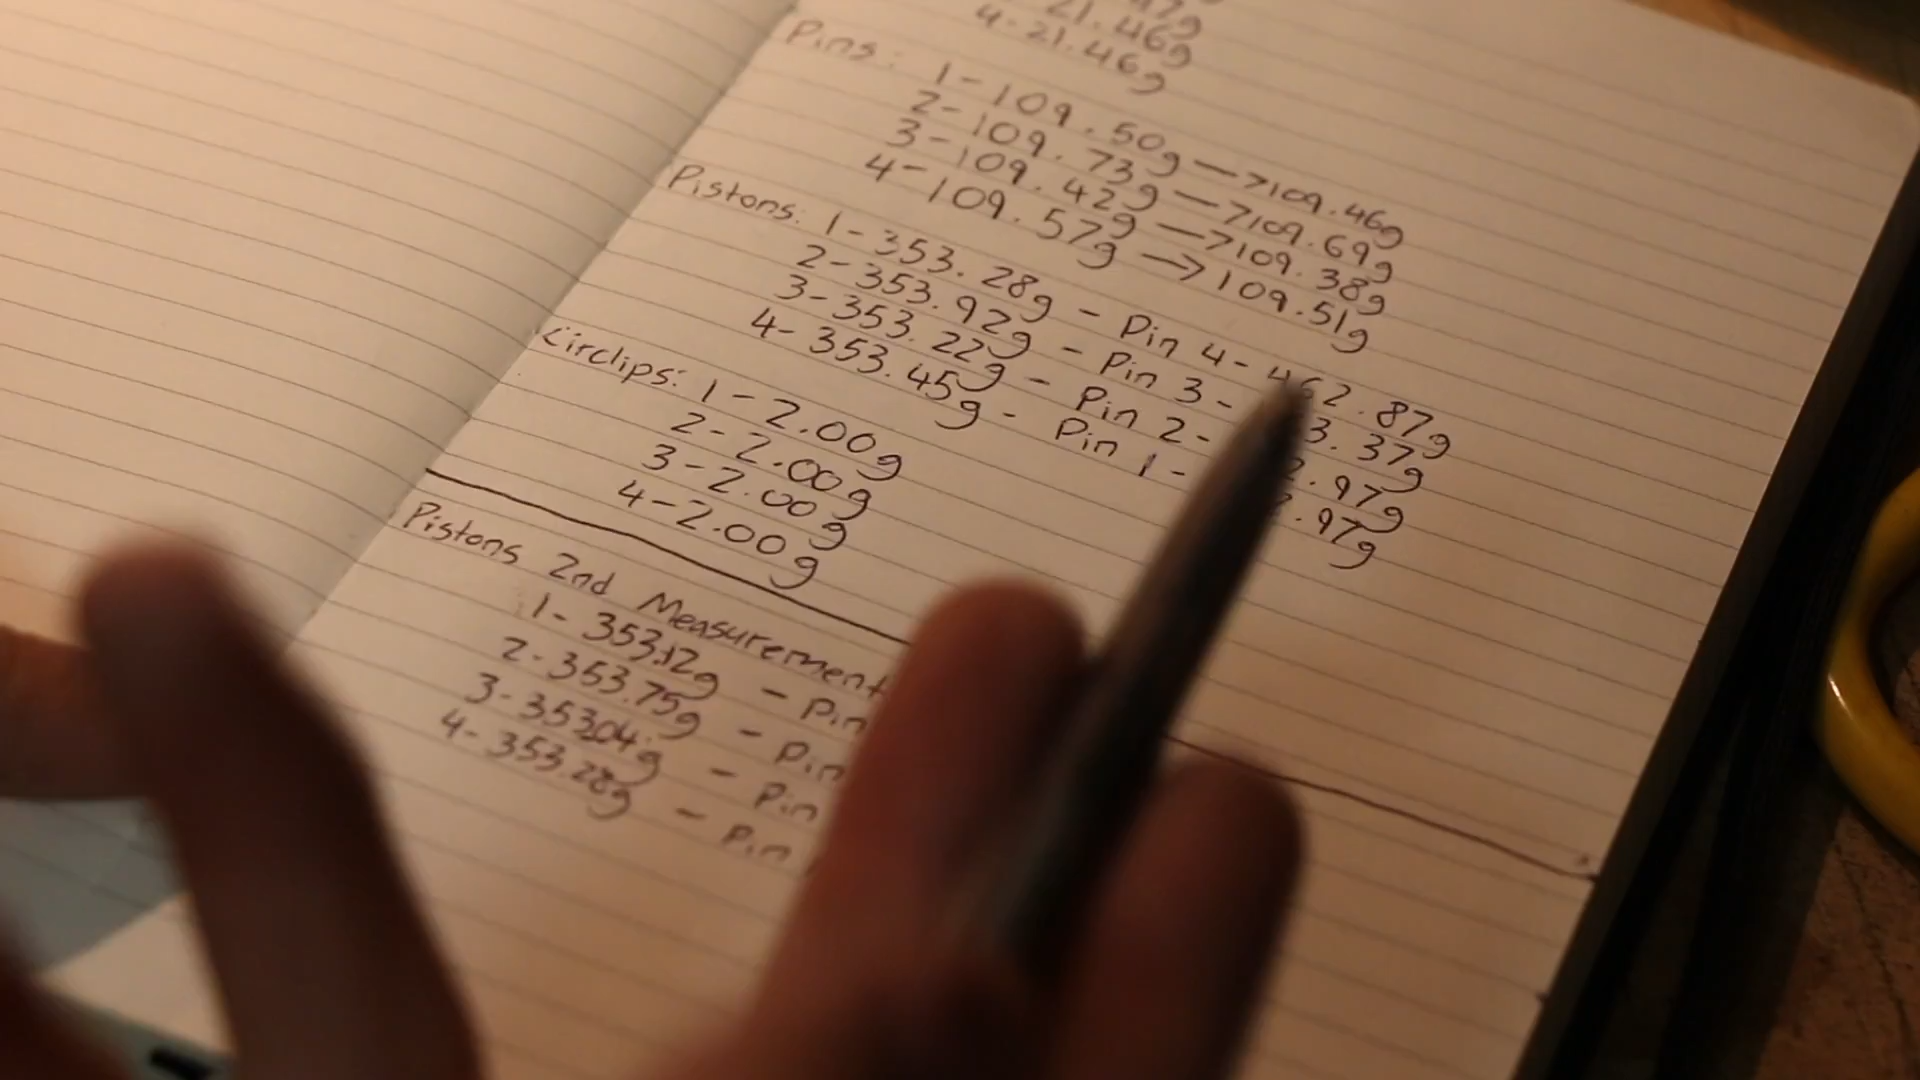 21.46g
4-21.46g
Pins:
1-109.50g→109.46g
2-109.73g→109.69g
3-109.42g→109.38g
4-109.57g→109.51g
Pistons:
1-353.28g - Pin 4-462.87g
2-353.92g - Pin 3- 3.37g
3-353.22g - Pin 2- 2.97g
4-353.45g - Pin 1- .97g
Circlips:
1-2.00g
2-2.00g
3-2.00g
4-2.00g
Pistons 2nd Measurement
1-353.12g - Pin
2-353.75g - Pin
3-353.04g - Pin
4-353.28g - Pin